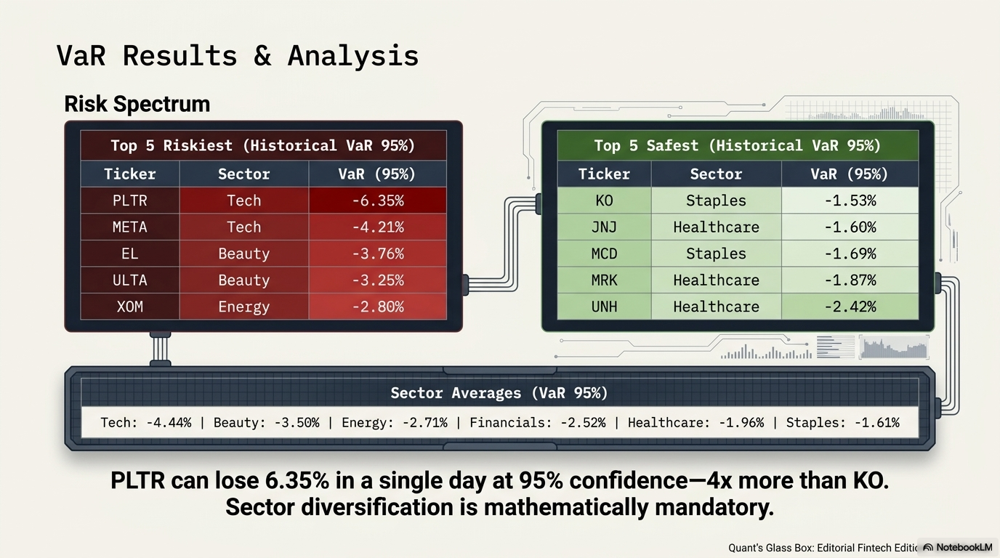 VaR Results & Analysis
Risk Spectrum
Top 5 Riskiest (Historical VaR 95%)
Ticker Sector VaR (95%)
PLTR Tech -6.35%
META Tech -4.21%
EL Beauty -3.76%
ULTA Beauty -3.25%
XOM Energy -2.80%
Top 5 Safest (Historical VaR 95%)
Ticker Sector VaR (95%)
KO Staples -1.53%
JNJ Healthcare -1.60%
MCD Staples -1.69%
MRK Healthcare -1.87%
UNH Healthcare -2.42%
Sector Averages (VaR 95%)
Tech: -4.44% | Beauty: -3.50% | Energy: -2.71% | Financials: -2.52% | Healthcare: -1.96% | Staples: -1.61%
PLTR can lose 6.35% in a single day at 95% confidence—4x more than KO.
Sector diversification is mathematically mandatory.
Quant's Glass Box: Editorial Fintech
NotebookLM